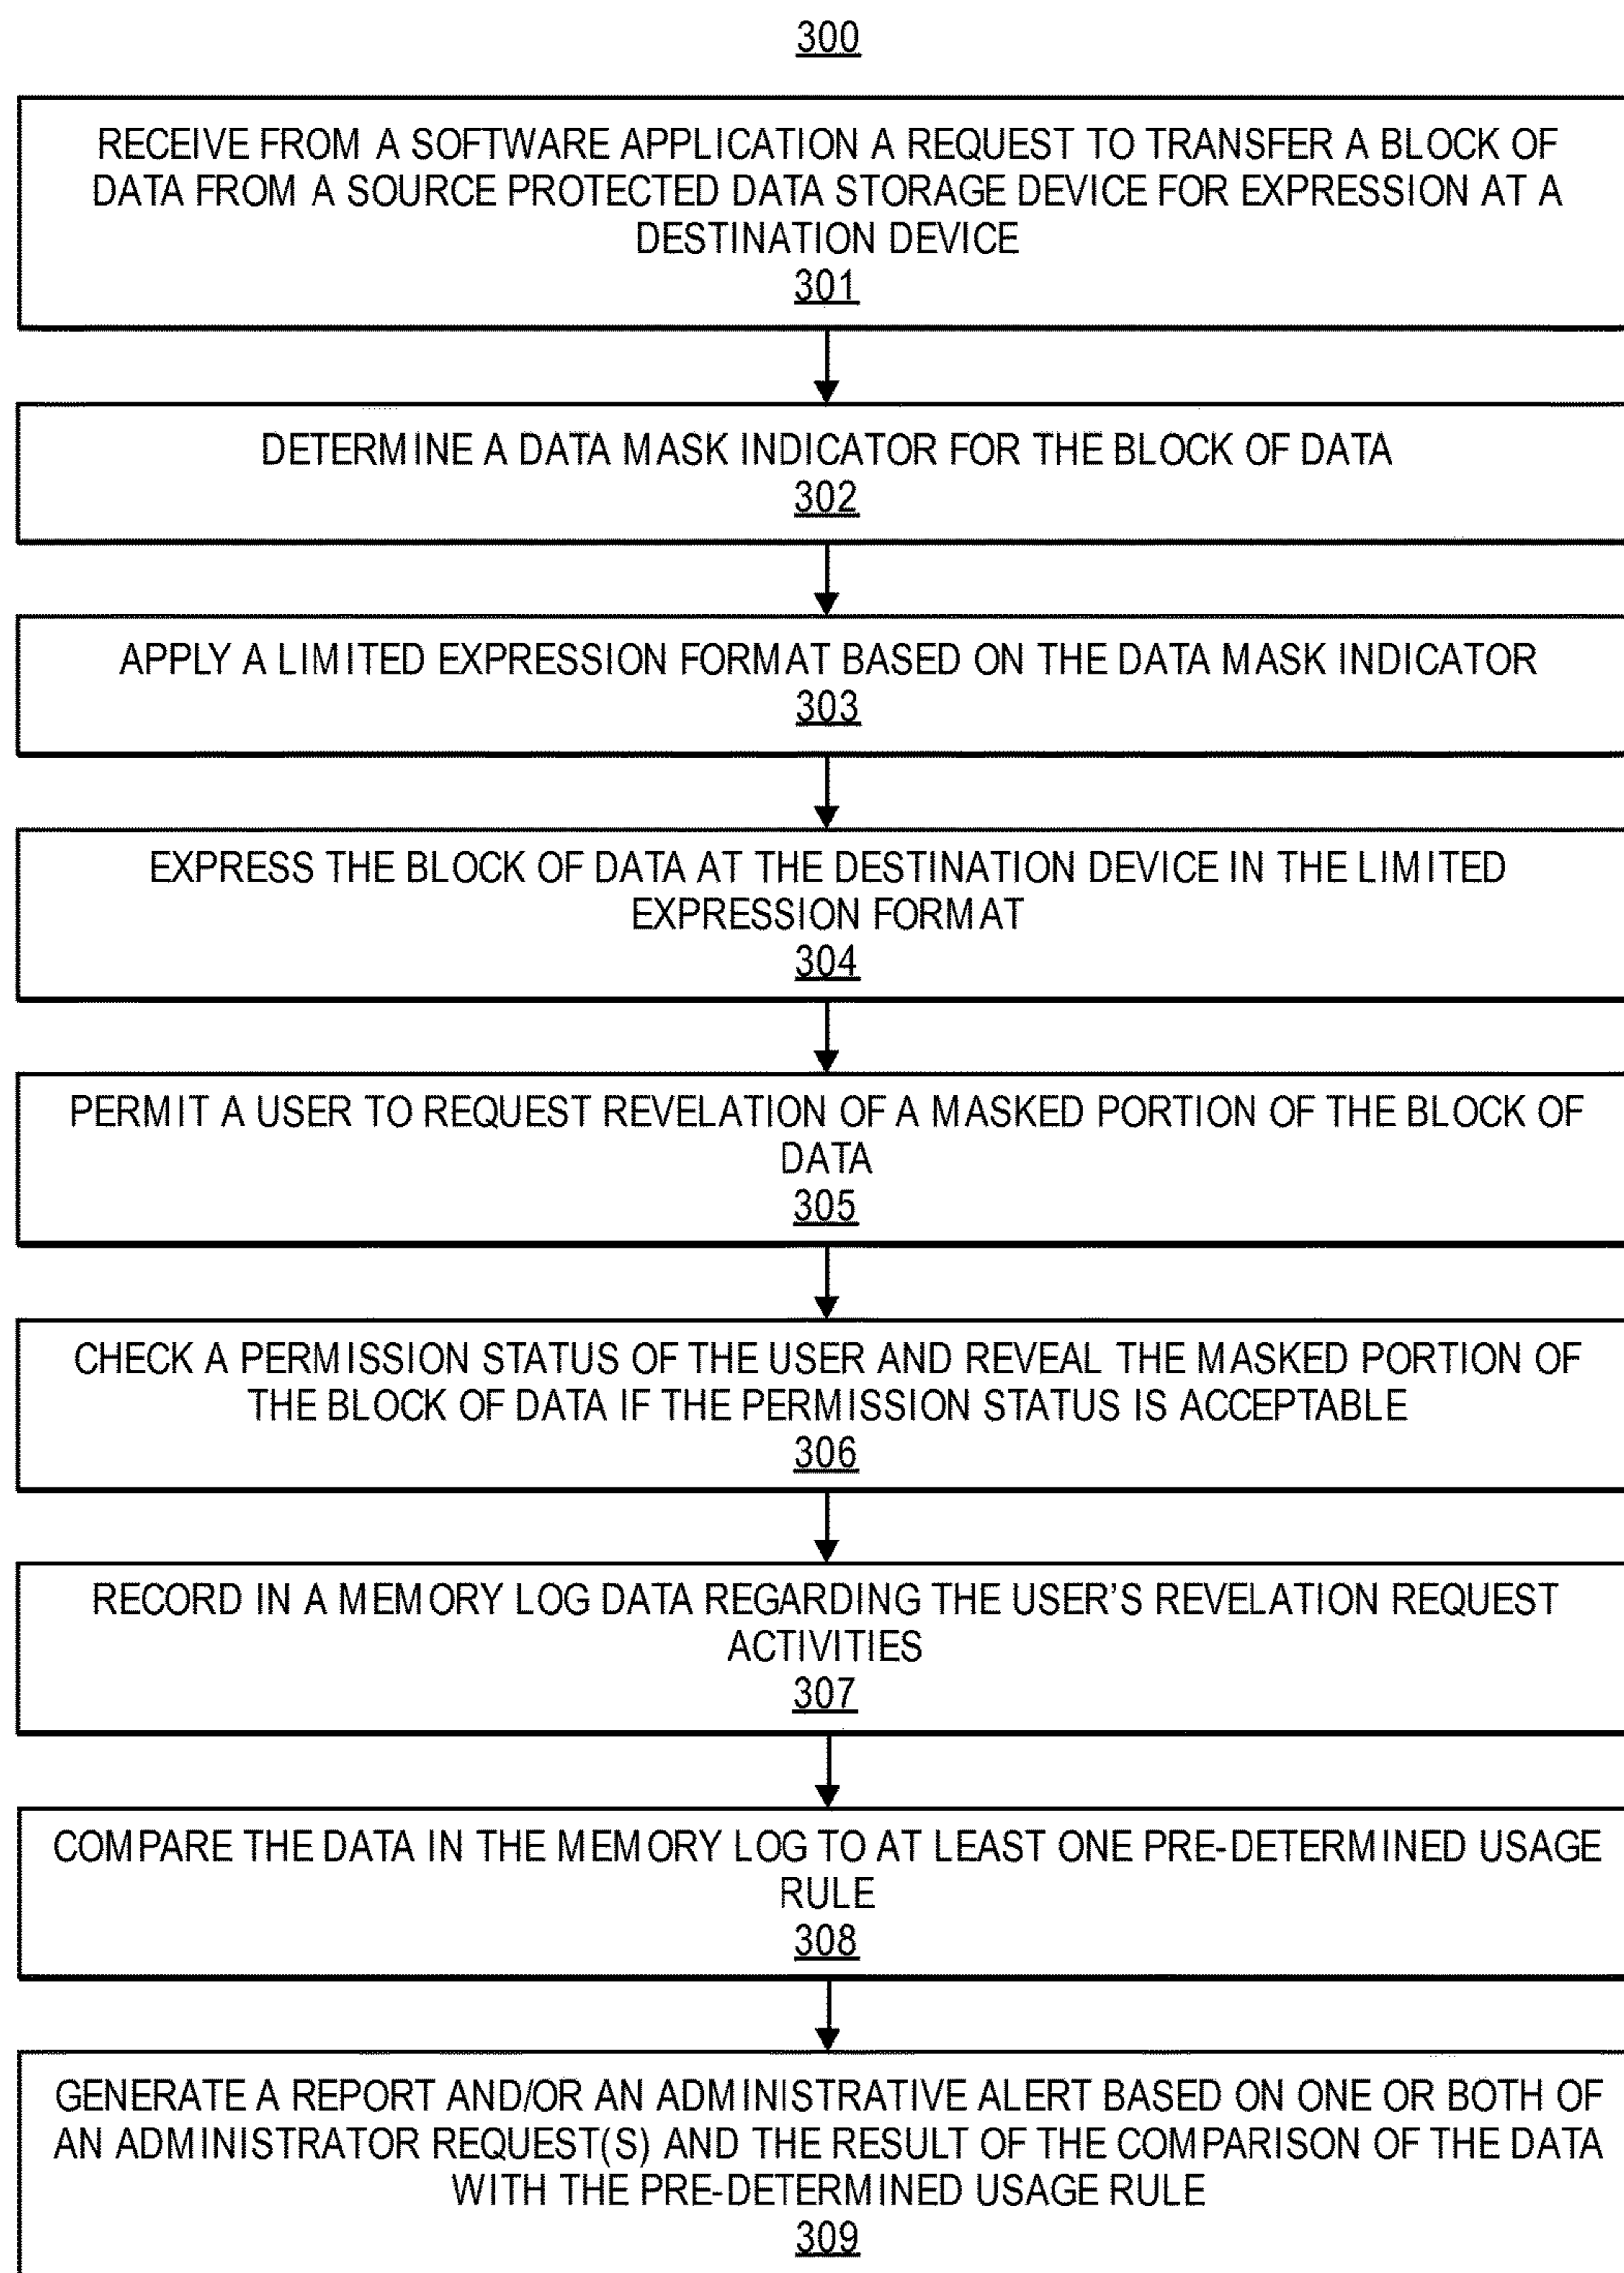 300
RECEIVE FROM A SOFTWARE APPLICATION A REQUEST TO TRANSFER A BLOCK OF
DATA FROM A SOURCE PROTECTED DATA STORAGE DEVICE FOR EXPRESSION AT A
DESTINATION DEVICE
301
DETERMINE A DATA MASK INDICATOR FOR THE BLOCK OF DATA
302
APPLY A LIMITED EXPRESSION FORMAT BASED ON THE DATA MASK INDICATOR
303
EXPRESS THE BLOCK OF DATA AT THE DESTINATION DEVICE IN THE LIMITED
EXPRESSION FORMAT
304
PERMIT A USER TO REQUEST REVELATION OF A MASKED PORTION OF THE BLOCK OF
DATA
305
CHECK A PERMISSION STATUS OF THE USER AND REVEAL THE MASKED PORTION OF
THE BLOCK OF DATA IF THE PERMISSION STATUS IS ACCEPTABLE
306
RECORD IN A MEMORY LOG DATA REGARDING THE USER’S REVELATION REQUEST
ACTIVITIES
307
COMPARE THE DATA IN THE MEMORY LOG TO AT LEAST ONE PRE-DETERMINED USAGE
RULE
308
GENERATE A REPORT AND/OR AN ADMINISTRATIVE ALERT BASED ON ONE OR BOTH OF
AN ADMINISTRATOR REQUEST(S) AND THE RESULT OF THE COMPARISON OF THE DATA
WITH THE PRE-DETERMINED USAGE RULE
309